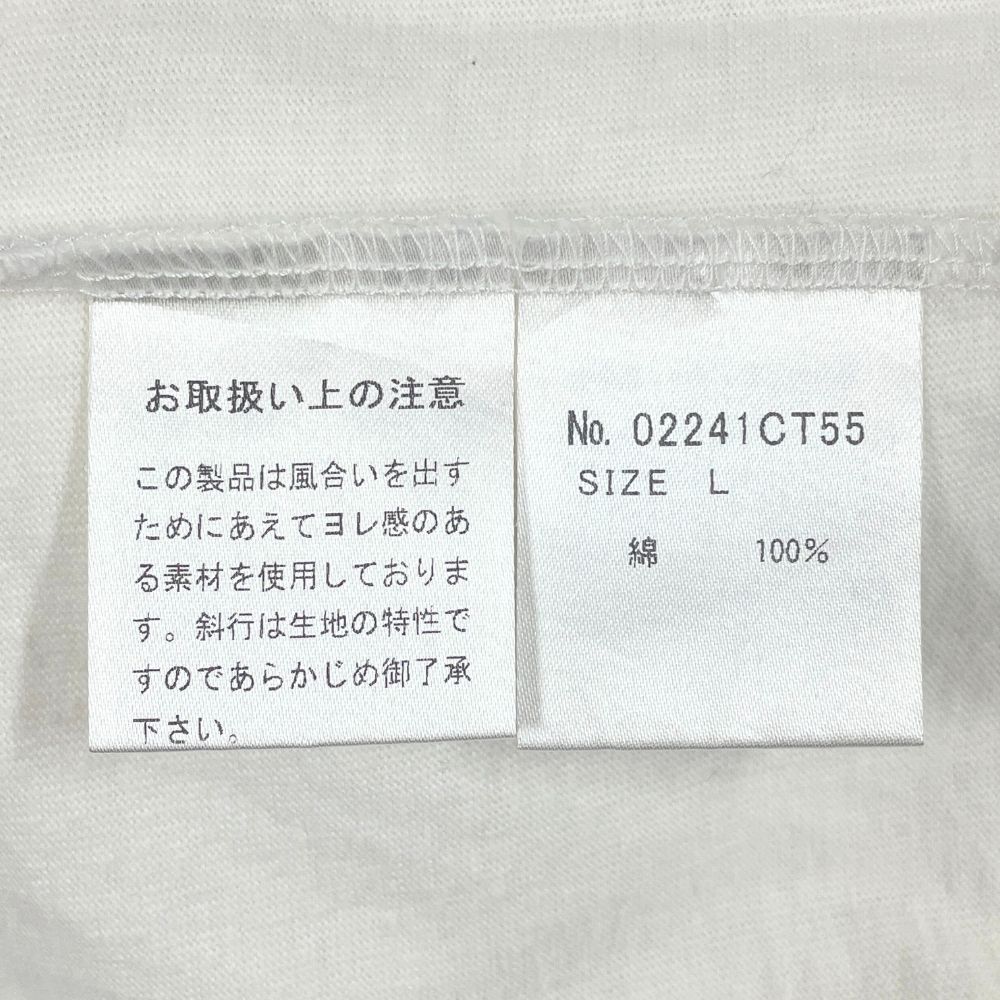 お取扱い上の注意
この製品は風合いを出す
ためにあえてヨレ感のあ
る素材を使用しておりま
す。斜行は生地の特性で
すのであらかじめ御了承
下さい。
No. 02241CT55
SIZE L
綿 100%